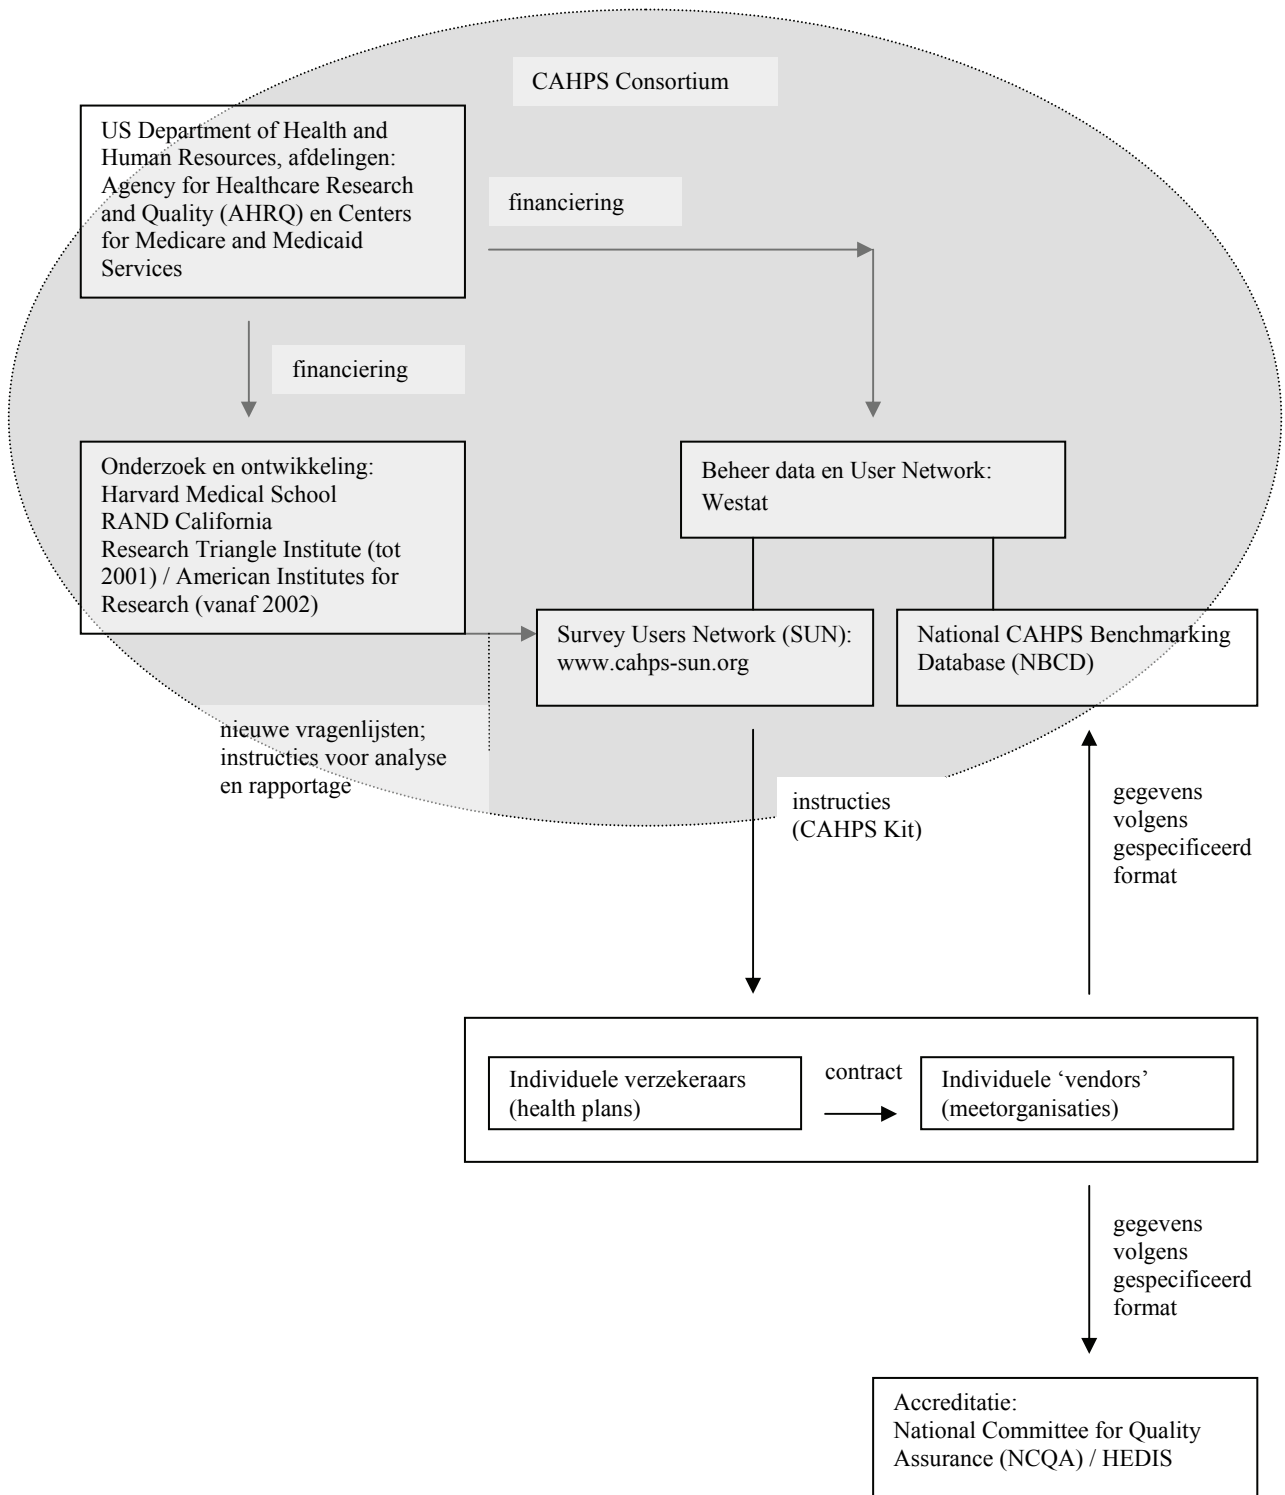 CAHPS Consortium
US Department of Health and
Human Resources, afdelingen:
Agency for Healthcare Research
and Quality (AHRQ) en Centers
for Medicare and Medicaid
Services
financiering
financiering
Onderzoek en ontwikkeling:
Harvard Medical School
RAND California
Research Triangle Institute (tot
2001) / American Institutes for
Research (vanaf 2002)
Beheer data en User Network:
Westat
Survey Users Network (SUN):
www.cahps-sun.org
National CAHPS Benchmarking
Database (NBCD)
nieuwe vragenlijsten;
instructies voor analyse
en rapportage
instructies
(CAHPS Kit)
gegevens
volgens
gespecificeerd
format
Individuele verzekeraars
(health plans)
contract
Individuele ‘vendors’
(meetorganisaties)
gegevens
volgens
gespecificeerd
format
Accreditatie:
National Committee for Quality
Assurance (NCQA) / HEDIS